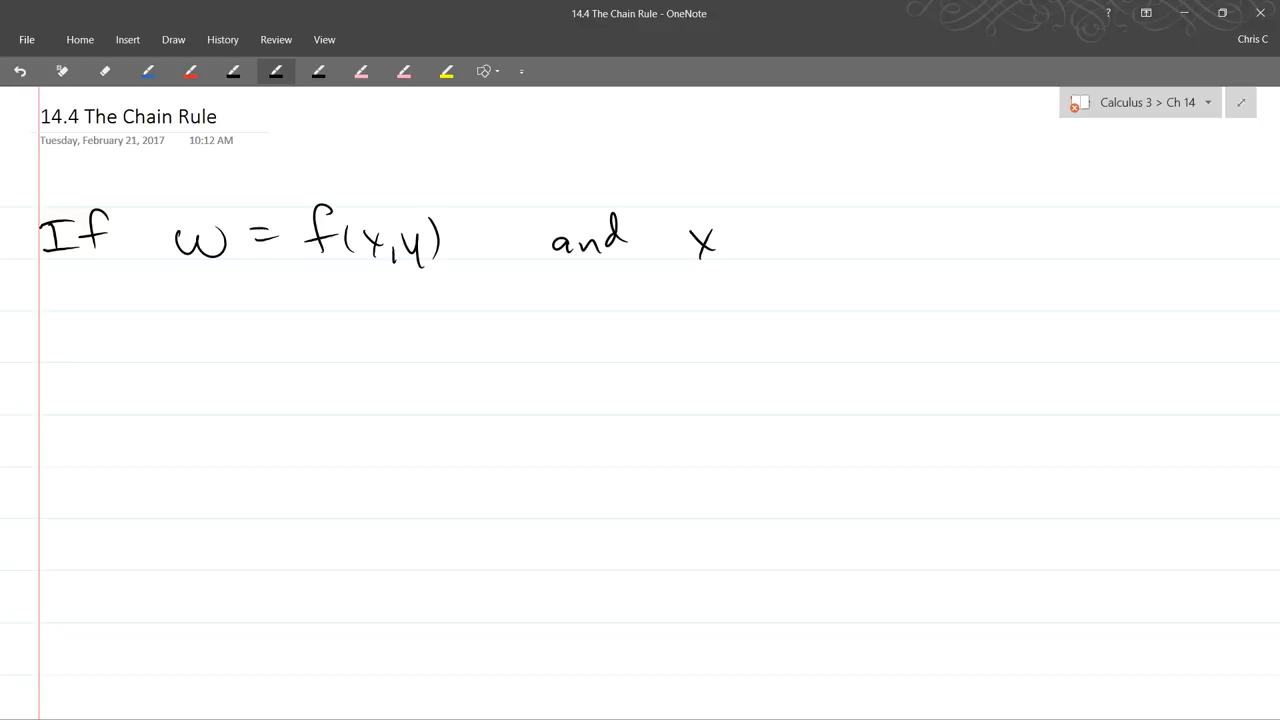 14.4 The Chain Rule - OneNote
? 
File Home Insert Draw History Review View Chris C
14.4 The Chain Rule
Calculus 3 > Ch 14
Tuesday, February 21, 2017 10:12 AM
If w = f(x,y) and x